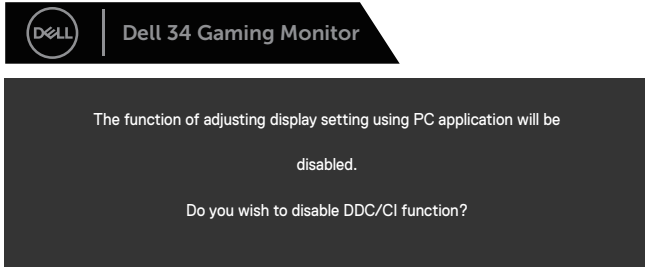 DELL
Dell 34 Gaming Monitor
The function of adjusting display setting using PC application will be
disabled.
Do you wish to disable DDC/CI function?